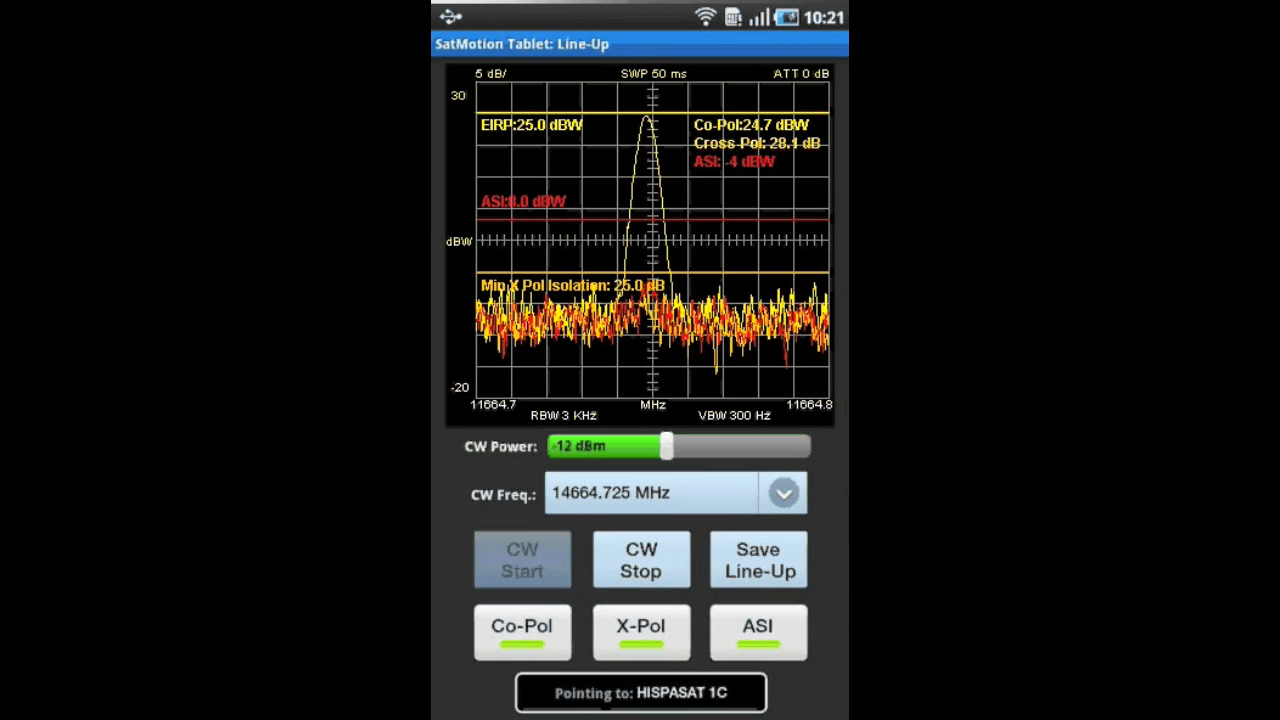 10:21
SatMotion Tablet: Line-Up
5 dB/ SWP 50 ms ATT 0 dB
30
EIRP:25.0 dBW
Co-Pol:24.7 dBW
Cross-Pol: 28.1 dB
ASI: -4 dBW
ASI:8.0 dBW
dBW
Min X Pol Isolation: 25.0 dB
-20
11664.7 MHz 11664.8
RBW 3 KHz VBW 300 Hz
CW Power: -12 dBm
CW Freq.: 14664.725 MHz
CW
Start
CW
Stop
Save
Line-Up
Co-Pol
X-Pol
ASI
Pointing to: HISPASAT 1C